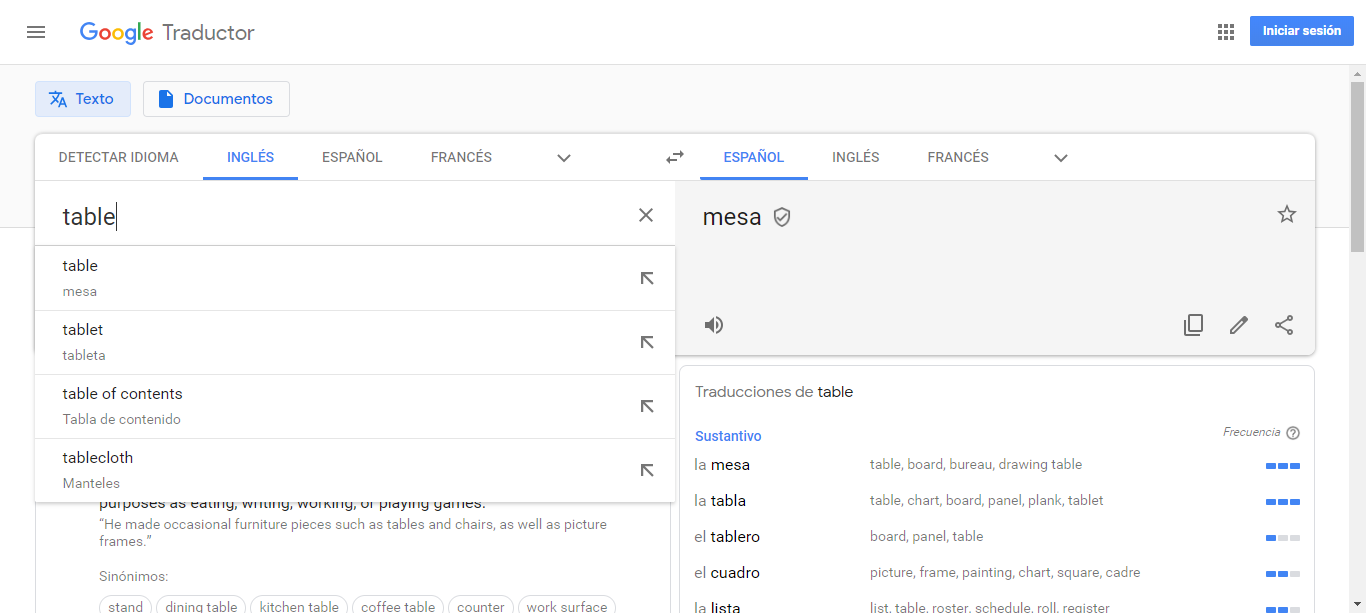 Google Traductor
Iniciar sesión
Texto
Documentos
DETECTAR IDIOMA INGLÉS ESPAÑOL FRANCÉS
ESPAÑOL INGLÉS FRANCÉS
table
mesa
table
mesa
tablet
tableta
table of contents
Tabla de contenido
tablecloth
Manteles
purposes as eating, writing, working, or playing games.
“He made occasional furniture pieces such as tables and chairs, as well as picture
frames.”
Sinónimos:
stand dining table kitchen table coffee table counter work surface
Traducciones de table
Sustantivo Frecuencia
la mesa table, board, bureau, drawing table
la tabla table, chart, board, panel, plank, tablet
el tablero board, panel, table
el cuadro picture, frame, painting, chart, square, cadre
la lista list, table, roster, schedule, roll, register